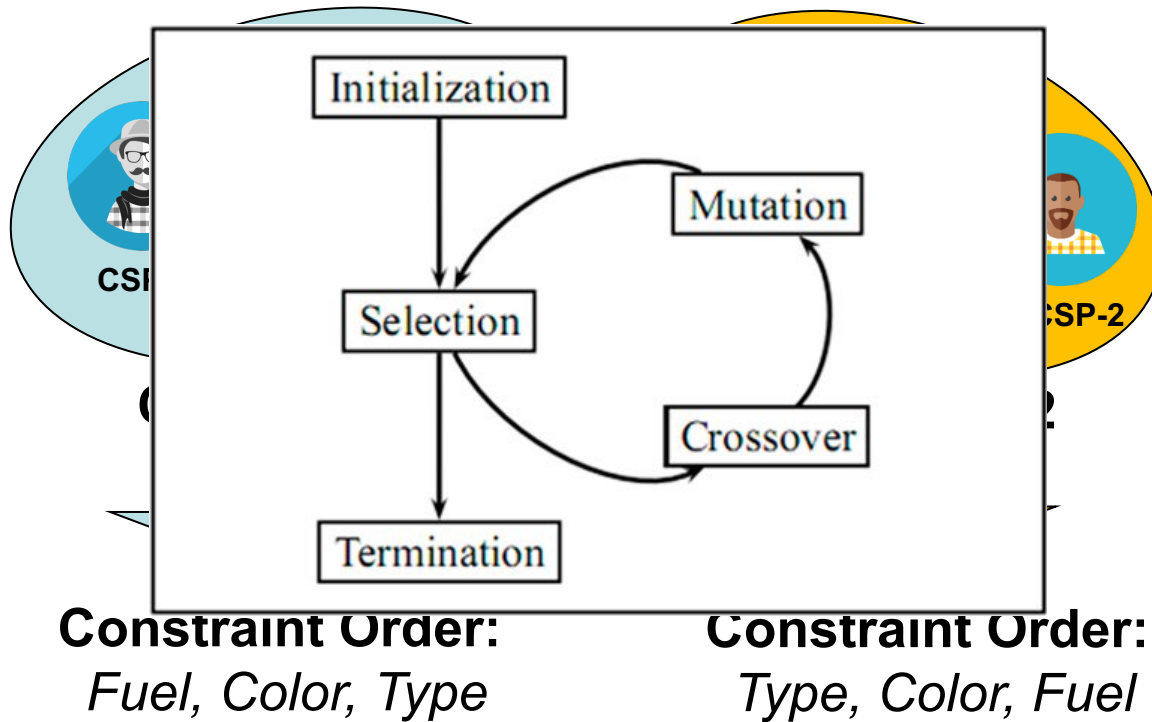 Initialization
Mutation
CSP-2
Selection
Crossover
Termination
Constraint Order:
Fuel, Color, Type
Constraint Order:
Type, Color, Fuel